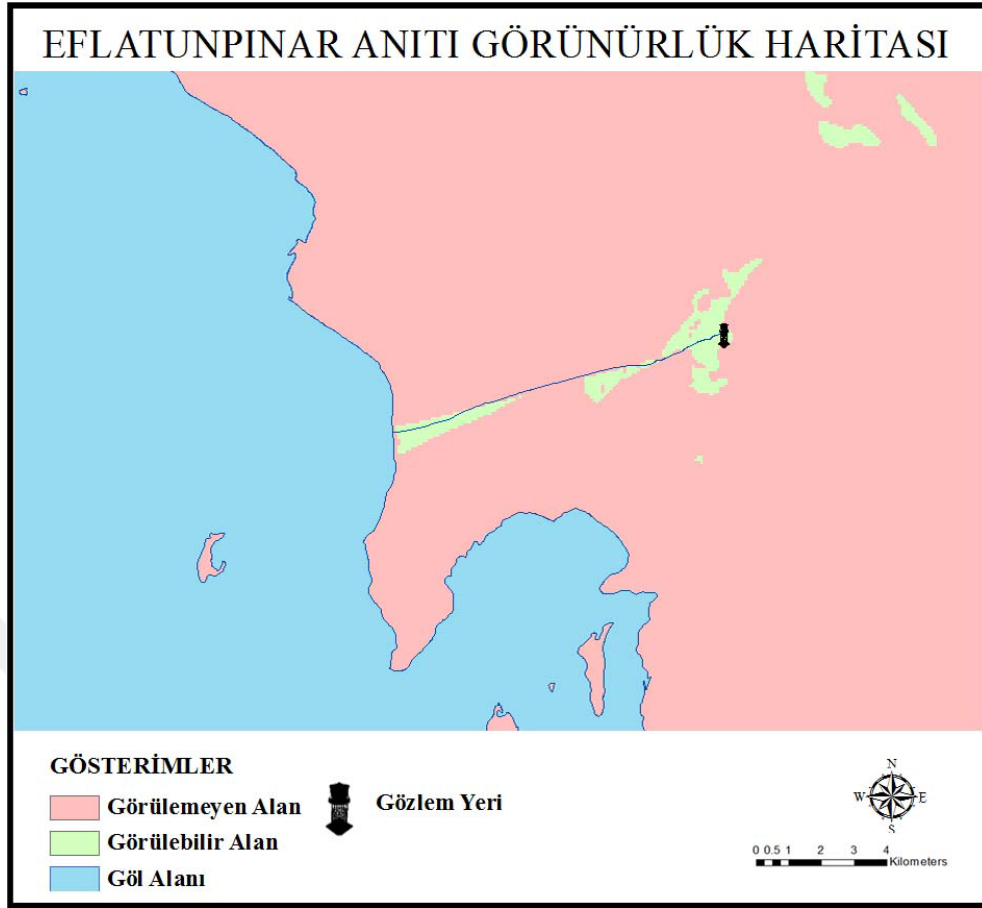 EFLATUNPINAR ANITI GÖRÜNÜRLÜK HARİTASI
GÖSTERİMLER
Görülemeyen Alan
Görülebilir Alan
Göl Alanı
Gözlem Yeri
N
W E
S
0 0.5 1 2 3 4
Kilometers